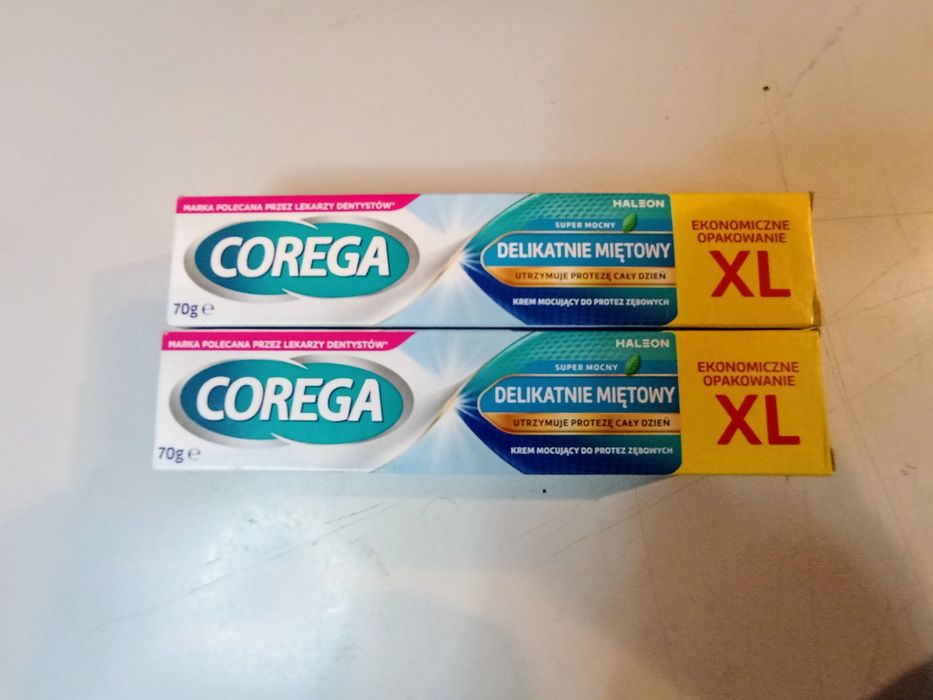 MARKA POLECANA PRZEZ LEKARZY DENTYSTÓW*
COREGA
70g ℮
HALEON
SUPER MOCNY
DELIKATNIE MIĘTOWY
UTRZYMUJE PROTEZĘ CAŁY DZIEŃ
KREM MOCUJĄCY DO PROTEZ ZĘBOWYCH
EKONOMICZNE
OPAKOWANIE
XL
MARKA POLECANA PRZEZ LEKARZY DENTYSTÓW*
COREGA
70g ℮
HALEON
SUPER MOCNY
DELIKATNIE MIĘTOWY
UTRZYMUJE PROTEZĘ CAŁY DZIEŃ
KREM MOCUJĄCY DO PROTEZ ZĘBOWYCH
EKONOMICZNE
OPAKOWANIE
XL